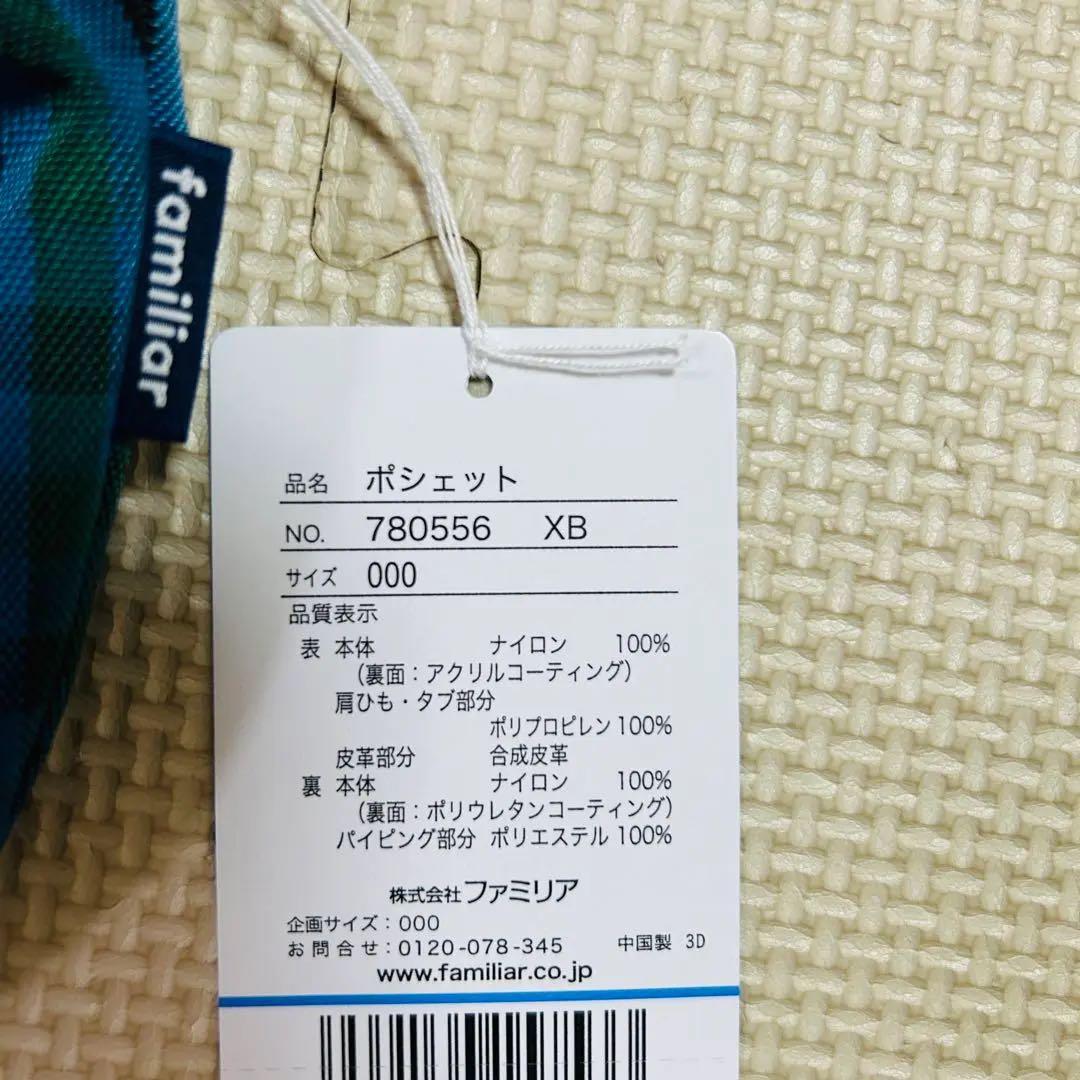 familiar
品名 ポシェット
NO. 780556 XB
サイズ 000
品質表示
表 本体 ナイロン 100%
(裏面:アクリルコーティング)
肩ひも・タブ部分
ポリプロピレン100%
皮革部分 合成皮革
裏 本体 ナイロン 100%
(裏面:ポリウレタンコーティング)
パイピング部分 ポリエステル 100%
株式会社 ファミリア
企画サイズ:000
お問合せ:0120-078-345 中国製 3D
www.familiar.co.jp